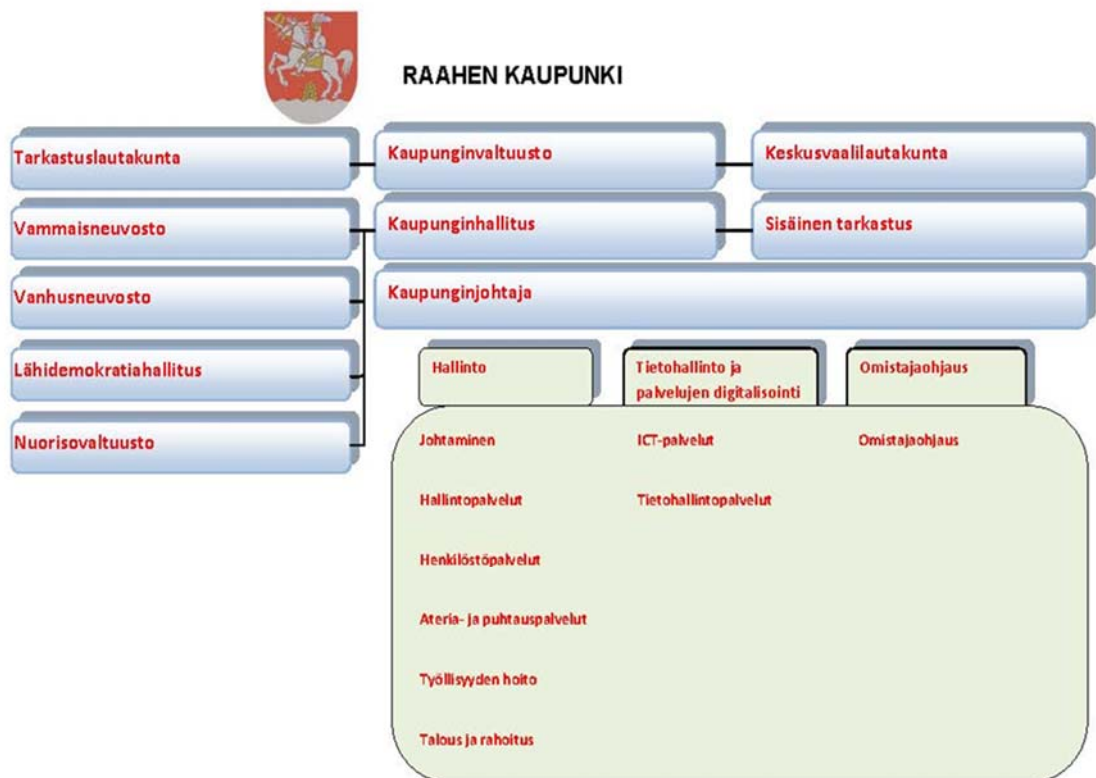 RAAHEN KAUPUNKI
Tarkastuslautakunta
Kaupunginvaltuusto
Keskusvaalilautakunta
Vammaisneuvosto
Kaupunginhallitus
Sisäinen tarkastus
Vanhusneuvosto
Kaupunginjohtaja
Lähidemokratiahallitus
Nuorisovaltuusto
Hallinto
Tietohallinto ja
palvelujen digitalisointi
Omistajaohjaus
Johtaminen
ICT-palvelut
Omistajaohjaus
Hallintopalvelut
Tietohallintopalvelut
Henkilöstöpalvelut
Ateria- ja puhtauspalvelut
Työllisyyden hoito
Talous ja rahoitus